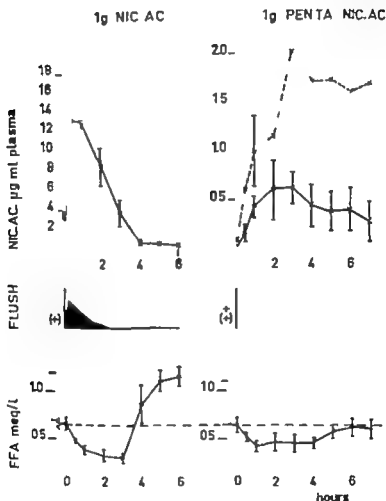 1g NIC AC
1g PENTA NIC.AC
NIC.AC. µg ml plasma
18
16
14
12
10
8
6
4
2
2 4 6
2.0
1.5
1.0
0.5
2 4 6
FLUSH
(+)
+
(+)
FFA meq/l
1.0
0.5
0 2 4 6
1.0
0.5
0 2 4 6
hours